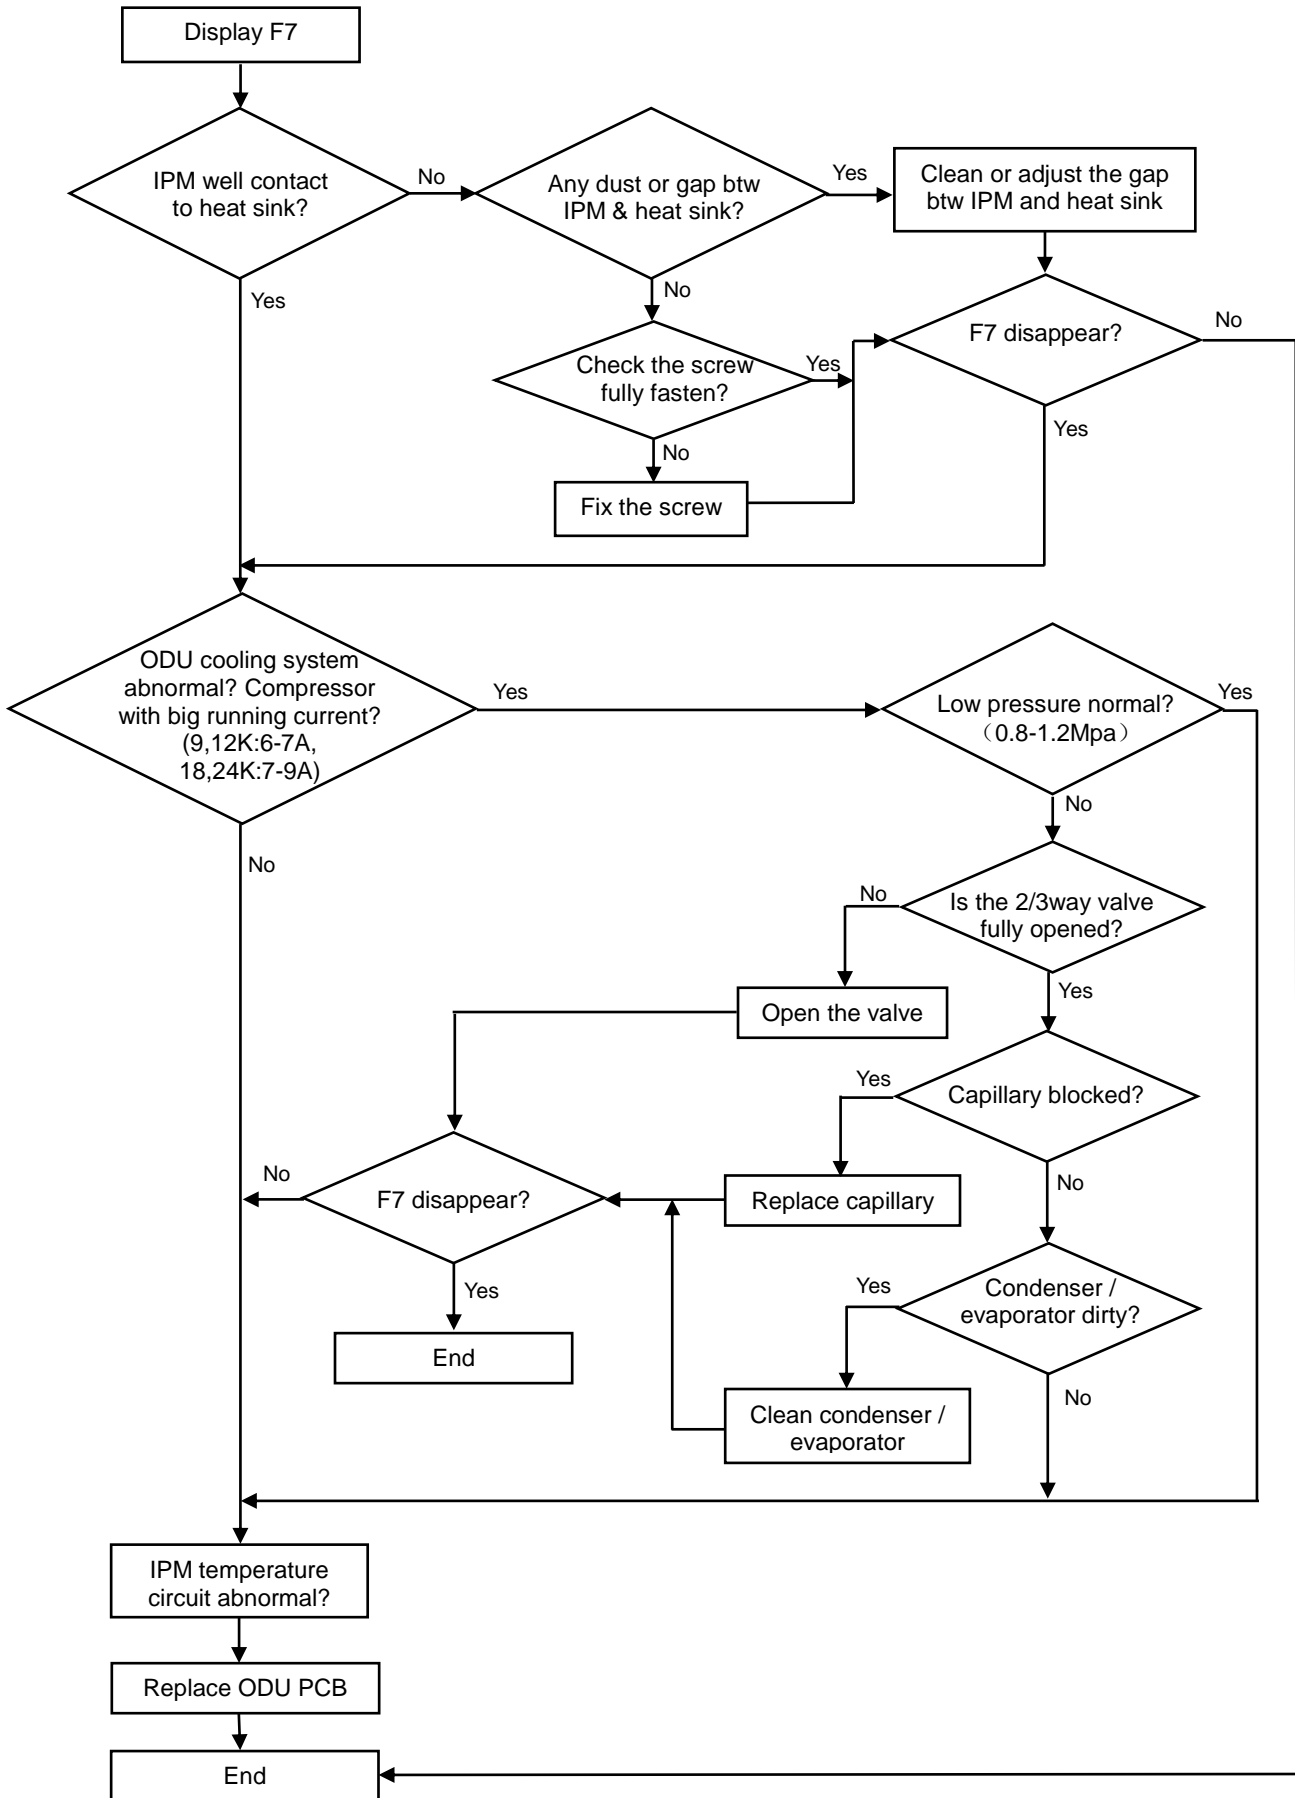 Display F7
IPM well contact
to heat sink?
No
Any dust or gap btw
IPM & heat sink?
Yes
Clean or adjust the gap
btw IPM and heat sink
Yes
No
F7 disappear?
No
Check the screw
fully fasten?
Yes
Yes
No
Fix the screw
ODU cooling system
abnormal? Compressor
with big running current?
(9,12K:6-7A,
18,24K:7-9A)
Yes
Low pressure normal?
（0.8-1.2Mpa）
Yes
No
No
No
Is the 2/3way valve
fully opened?
Yes
Open the valve
Yes
Capillary blocked?
No
No
F7 disappear?
Replace capillary
Yes
Yes
Condenser /
evaporator dirty?
End
No
Clean condenser /
evaporator
IPM temperature
circuit abnormal?
Replace ODU PCB
End